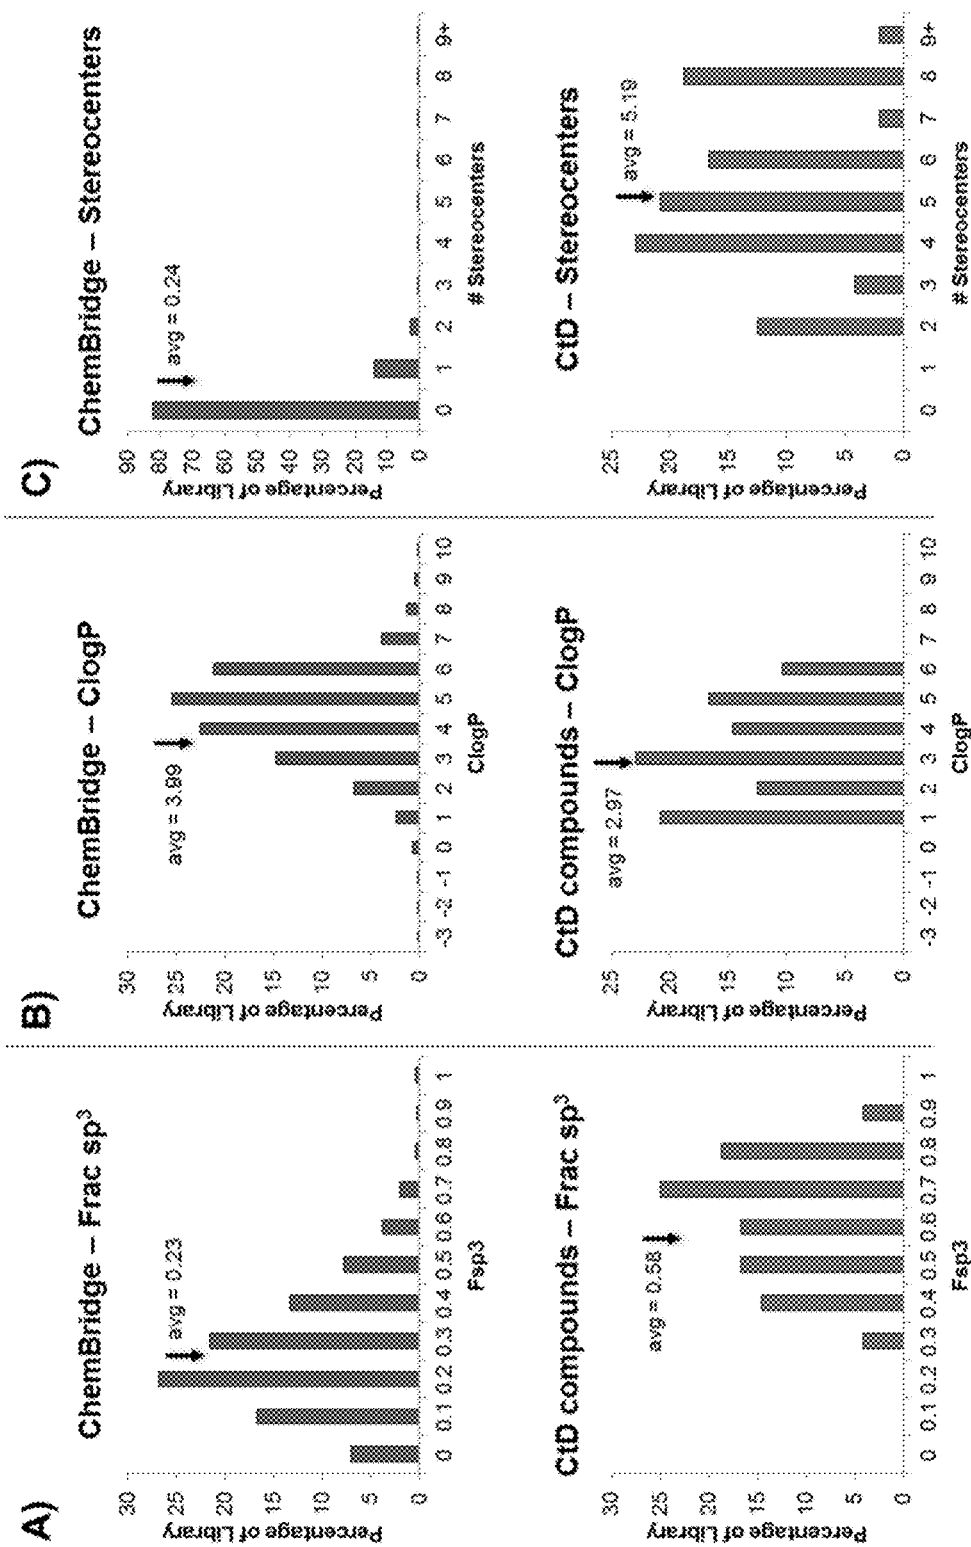 A)
ChemBridge – Frac sp³
Percentage of Library
30
25
20
15
10
5
0
avg = 0.23
0 0.1 0.2 0.3 0.4 0.5 0.6 0.7 0.8 0.9 1
Fsp3
CtD compounds – Frac sp³
Percentage of Library
30
25
20
15
10
5
0
avg = 0.58
0 0.1 0.2 0.3 0.4 0.5 0.6 0.7 0.8 0.9 1
Fsp3
B)
ChemBridge – ClogP
Percentage of Library
30
25
20
15
10
5
0
avg = 3.99
-3 -2 -1 0 1 2 3 4 5 6 7 8 9 10
ClogP
CtD compounds – ClogP
Percentage of Library
25
20
15
10
5
0
avg = 2.97
-3 -2 -1 0 1 2 3 4 5 6 7 8 9 10
ClogP
C)
ChemBridge – Stereocenters
Percentage of Library
90
80
70
60
50
40
30
20
10
0
avg = 0.24
0 1 2 3 4 5 6 7 8 9+
# Stereocenters
CtD – Stereocenters
Percentage of Library
25
20
15
10
5
0
avg = 5.19
0 1 2 3 4 5 6 7 8 9+
# Stereocenters